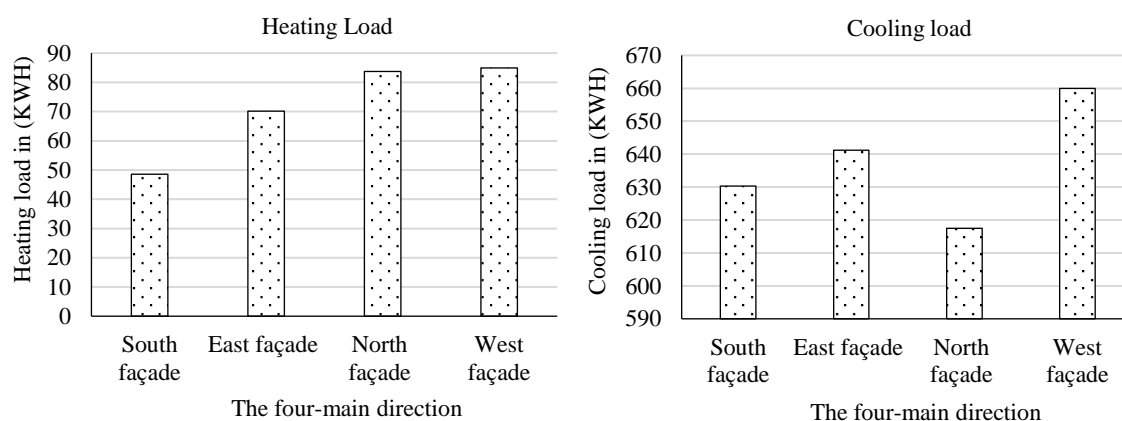 Heating Load
Heating load in (KWH)
90
80
70
60
50
40
30
20
10
0
South façade
East façade
North façade
West façade
The four-main direction
Cooling load
Cooling load in (KWH)
670
660
650
640
630
620
610
600
590
South façade
East façade
North façade
West façade
The four-main direction